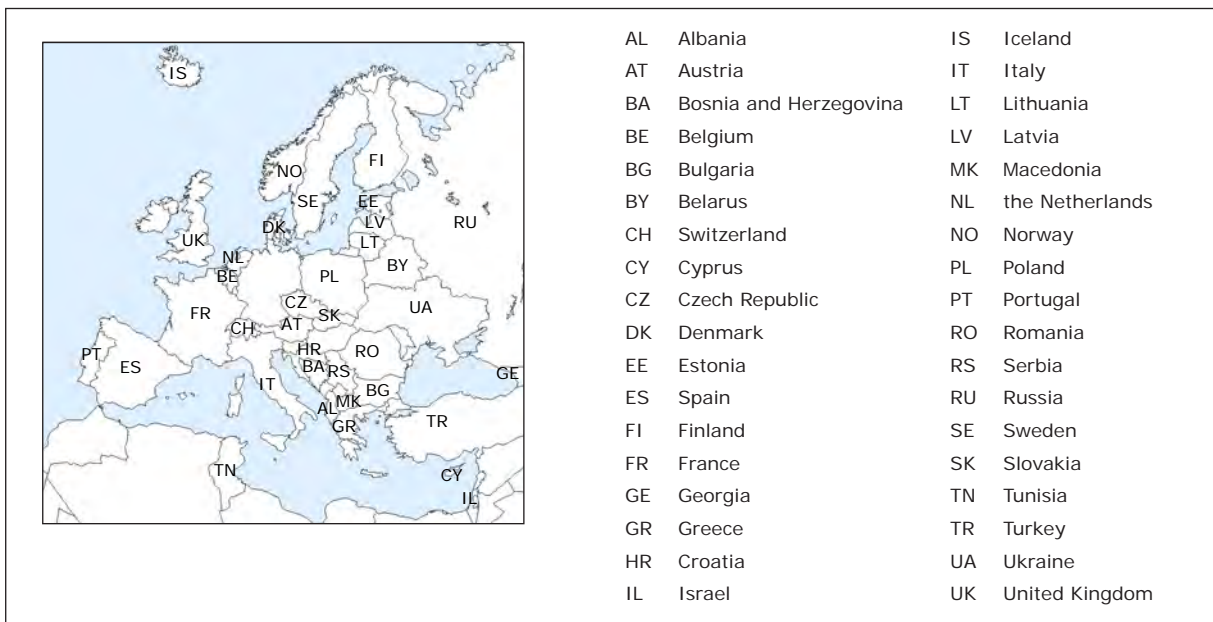 IS
NO
FI
SE
EE
RU
DK
LV
UK
LT
NL
BY
BE
PL
CZ
UA
FR
SK
CH
AT
HR
RO
PT
ES
BA
RS
GE
IT
BG
MK
AL
TR
GR
TN
CY
IL
AL Albania
AT Austria
BA Bosnia and Herzegovina
BE Belgium
BG Bulgaria
BY Belarus
CH Switzerland
CY Cyprus
CZ Czech Republic
DK Denmark
EE Estonia
ES Spain
FI Finland
FR France
GE Georgia
GR Greece
HR Croatia
IL Israel
IS Iceland
IT Italy
LT Lithuania
LV Latvia
MK Macedonia
NL the Netherlands
NO Norway
PL Poland
PT Portugal
RO Romania
RS Serbia
RU Russia
SE Sweden
SK Slovakia
TN Tunisia
TR Turkey
UA Ukraine
UK United Kingdom